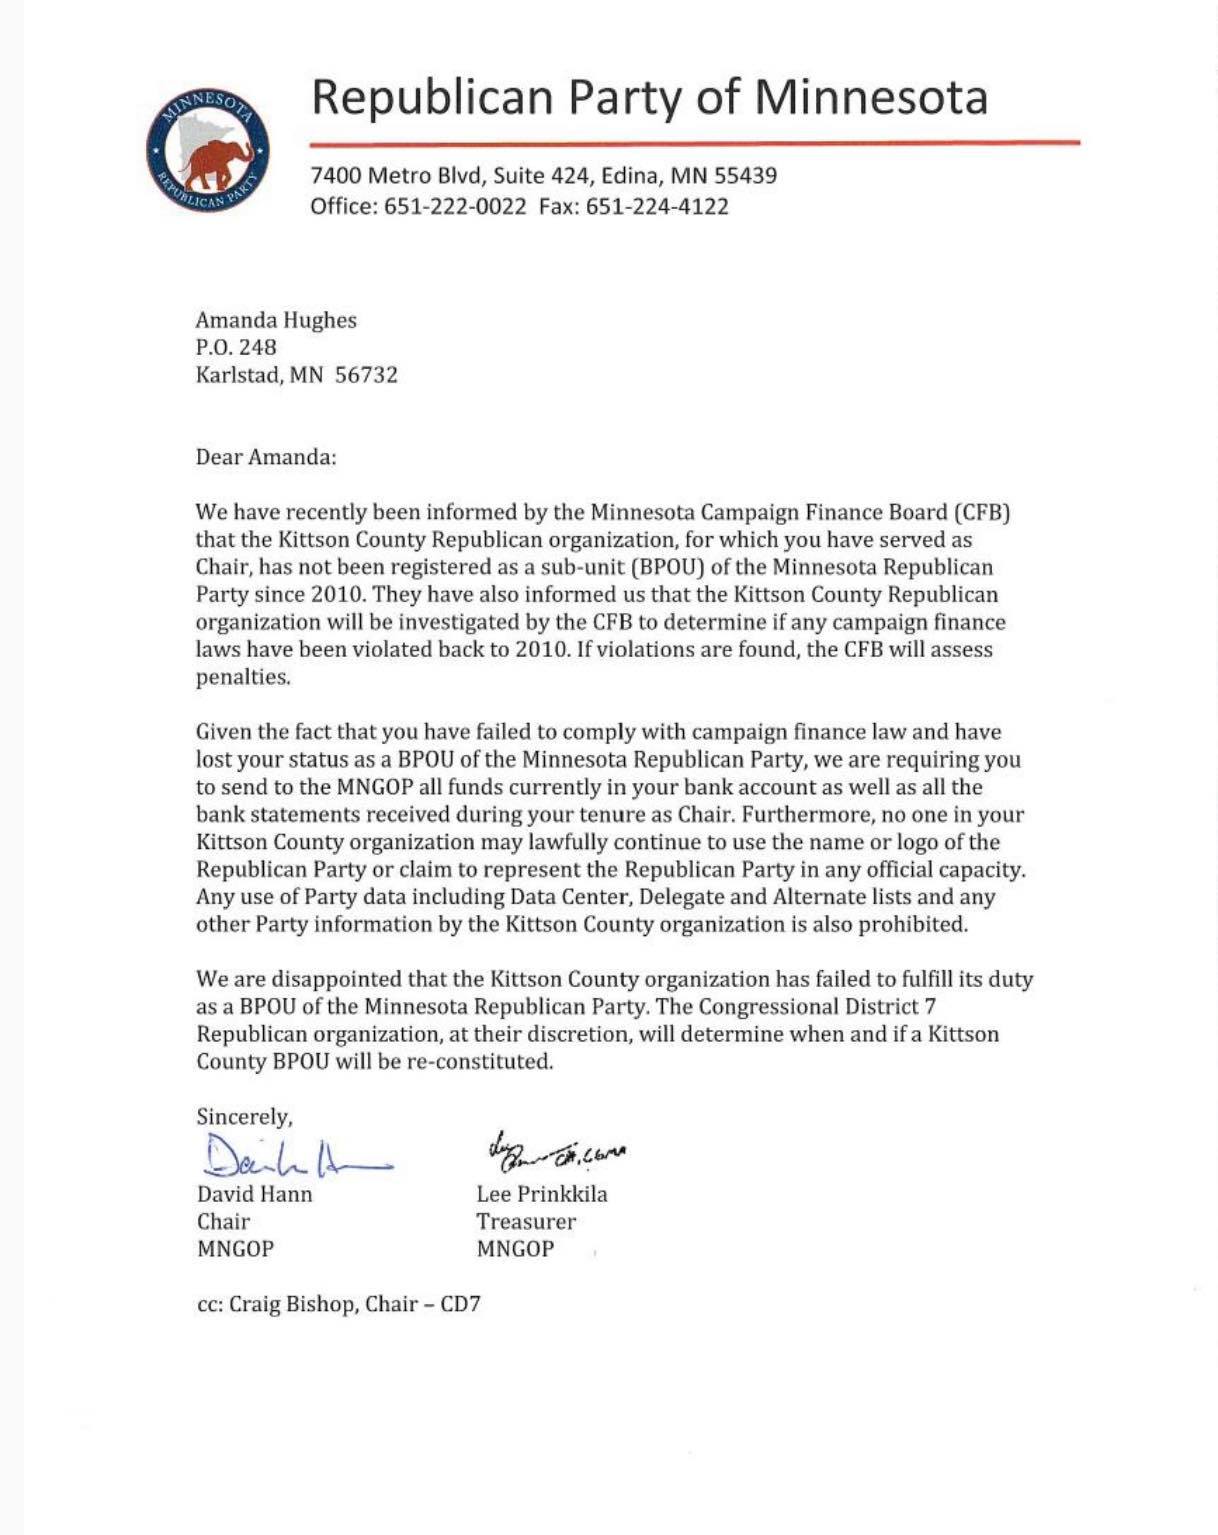 MINNESOTA
REPUBLICAN PARTY
Republican Party of Minnesota
7400 Metro Blvd, Suite 424, Edina, MN 55439
Office: 651-222-0022 Fax: 651-224-4122
Amanda Hughes
P.O. 248
Karlstad, MN 56732
Dear Amanda:
We have recently been informed by the Minnesota Campaign Finance Board (CFB)
that the Kittson County Republican organization, for which you have served as
Chair, has not been registered as a sub-unit (BPOU) of the Minnesota Republican
Party since 2010. They have also informed us that the Kittson County Republican
organization will be investigated by the CFB to determine if any campaign finance
laws have been violated back to 2010. If violations are found, the CFB will assess
penalties.
Given the fact that you have failed to comply with campaign finance law and have
lost your status as a BPOU of the Minnesota Republican Party, we are requiring you
to send to the MNGOP all funds currently in your bank account as well as all the
bank statements received during your tenure as Chair. Furthermore, no one in your
Kittson County organization may lawfully continue to use the name or logo of the
Republican Party or claim to represent the Republican Party in any official capacity.
Any use of Party data including Data Center, Delegate and Alternate lists and any
other Party information by the Kittson County organization is also prohibited.
We are disappointed that the Kittson County organization has failed to fulfill its duty
as a BPOU of the Minnesota Republican Party. The Congressional District 7
Republican organization, at their discretion, will determine when and if a Kittson
County BPOU will be re-constituted.
Sincerely,
David Hann Lee Prinkkila
Chair Treasurer
MNGOP MNGOP
cc: Craig Bishop, Chair – CD7